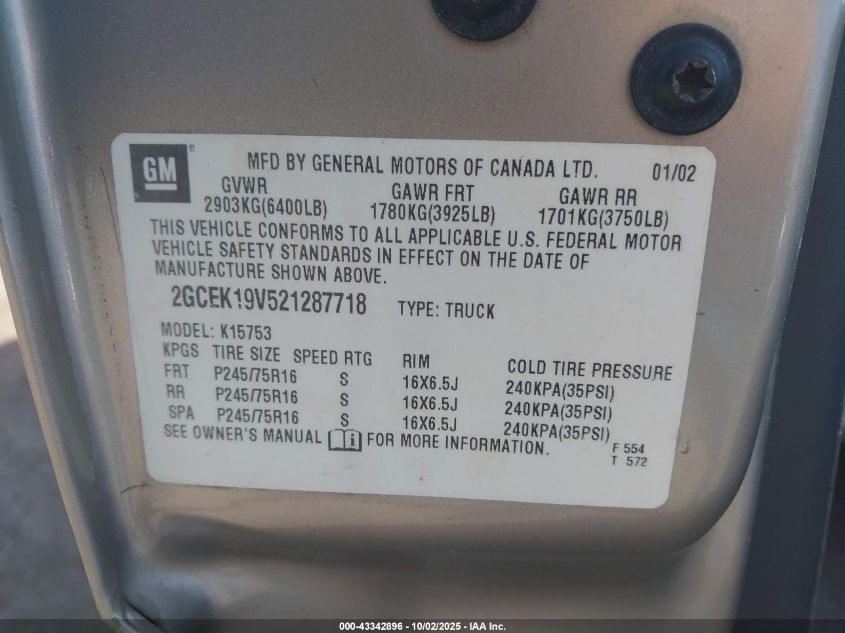 GM
MFD BY GENERAL MOTORS OF CANADA LTD. 01/02
GVWR GAWR FRT GAWR RR
2903KG(6400LB) 1780KG(3925LB) 1701KG(3750LB)
THIS VEHICLE CONFORMS TO ALL APPLICABLE U.S. FEDERAL MOTOR
VEHICLE SAFETY STANDARDS IN EFFECT ON THE DATE OF
MANUFACTURE SHOWN ABOVE.
2GCEK19V521287718 TYPE: TRUCK
MODEL: K15753
KPGS TIRE SIZE SPEED RTG RIM COLD TIRE PRESSURE
FRT P245/75R16 S 16X6.5J 240KPA(35PSI)
RR P245/75R16 S 16X6.5J 240KPA(35PSI)
SPA P245/75R16 S 16X6.5J 240KPA(35PSI)
SEE OWNER'S MANUAL i FOR MORE INFORMATION.
F 554
T 572
000-43342896 - 10/02/2025 - IAA Inc.